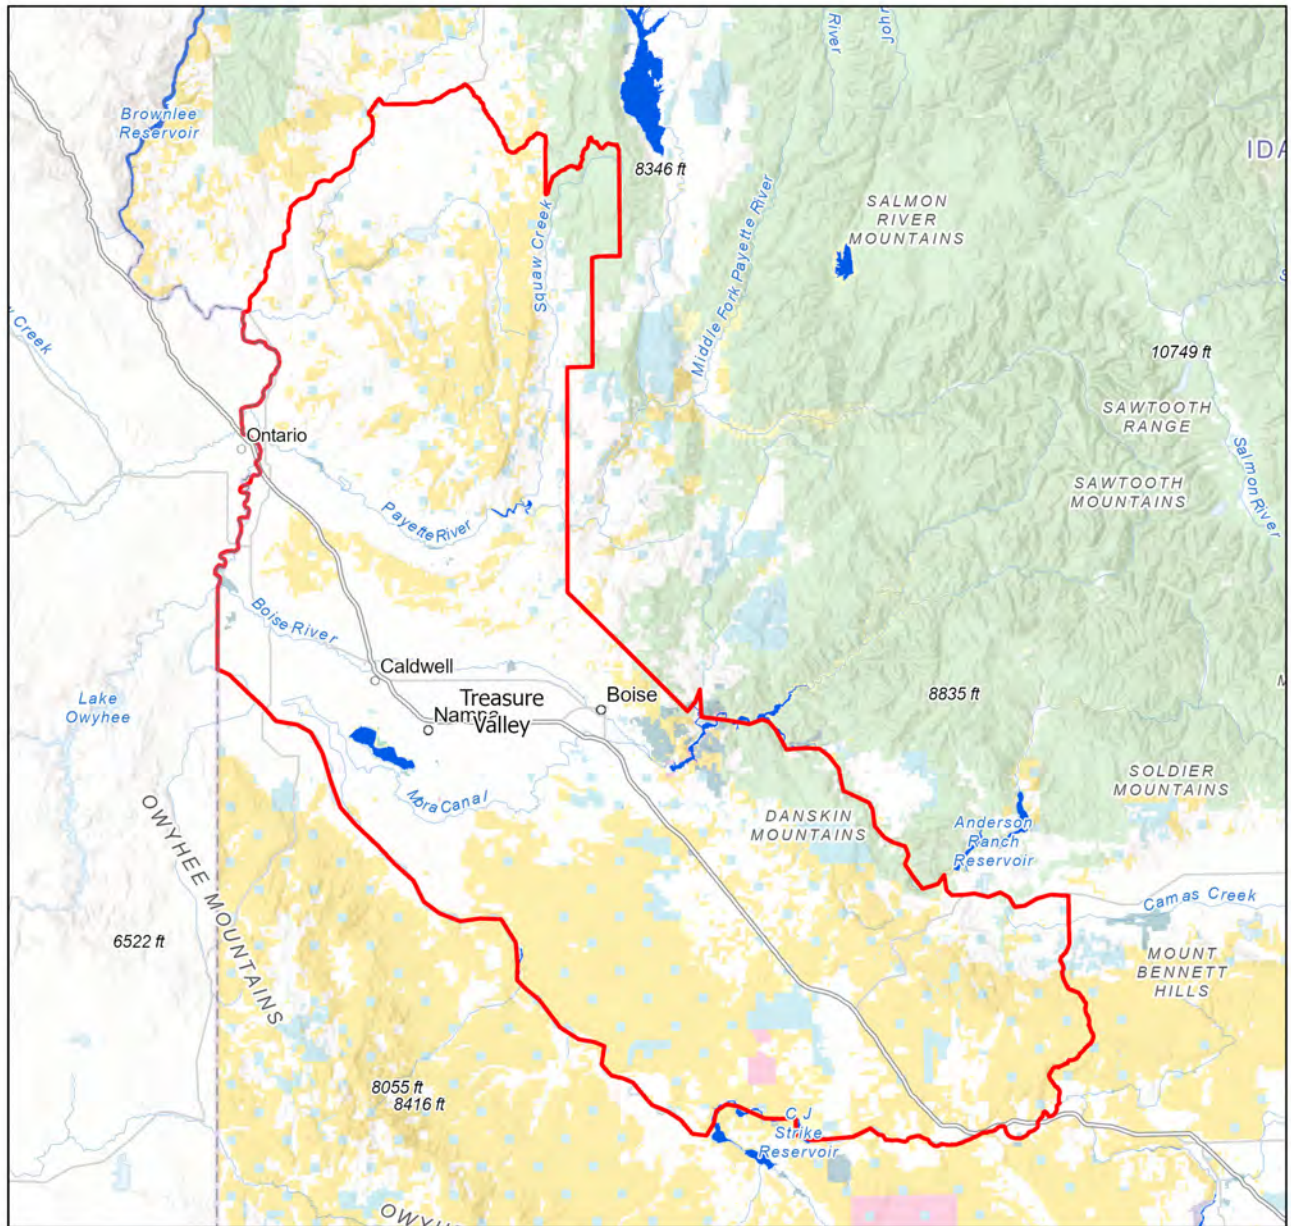 River
John
Brownlee
Reservoir
IDA
8346 ft
SALMON
RIVER
MOUNTAINS
Squaw Creek
Middle Fork Payette River
Creek
10749 ft
SAWTOOTH
RANGE
Ontario
Salmon River
SAWTOOTH
MOUNTAINS
Payette River
Boise River
Caldwell
Lake
Owyhee
Treasure
Valley
Nampa
Boise
8835 ft
M
SOLDIER
MOUNTAINS
Mora Canal
DANSKIN
MOUNTAINS
Anderson
Ranch
Reservoir
OWYHEE MOUNTAINS
Camas Creek
6522 ft
MOUNT
BENNETT
HILLS
8055 ft
8416 ft
C J
Strike
Reservoir
OWYH